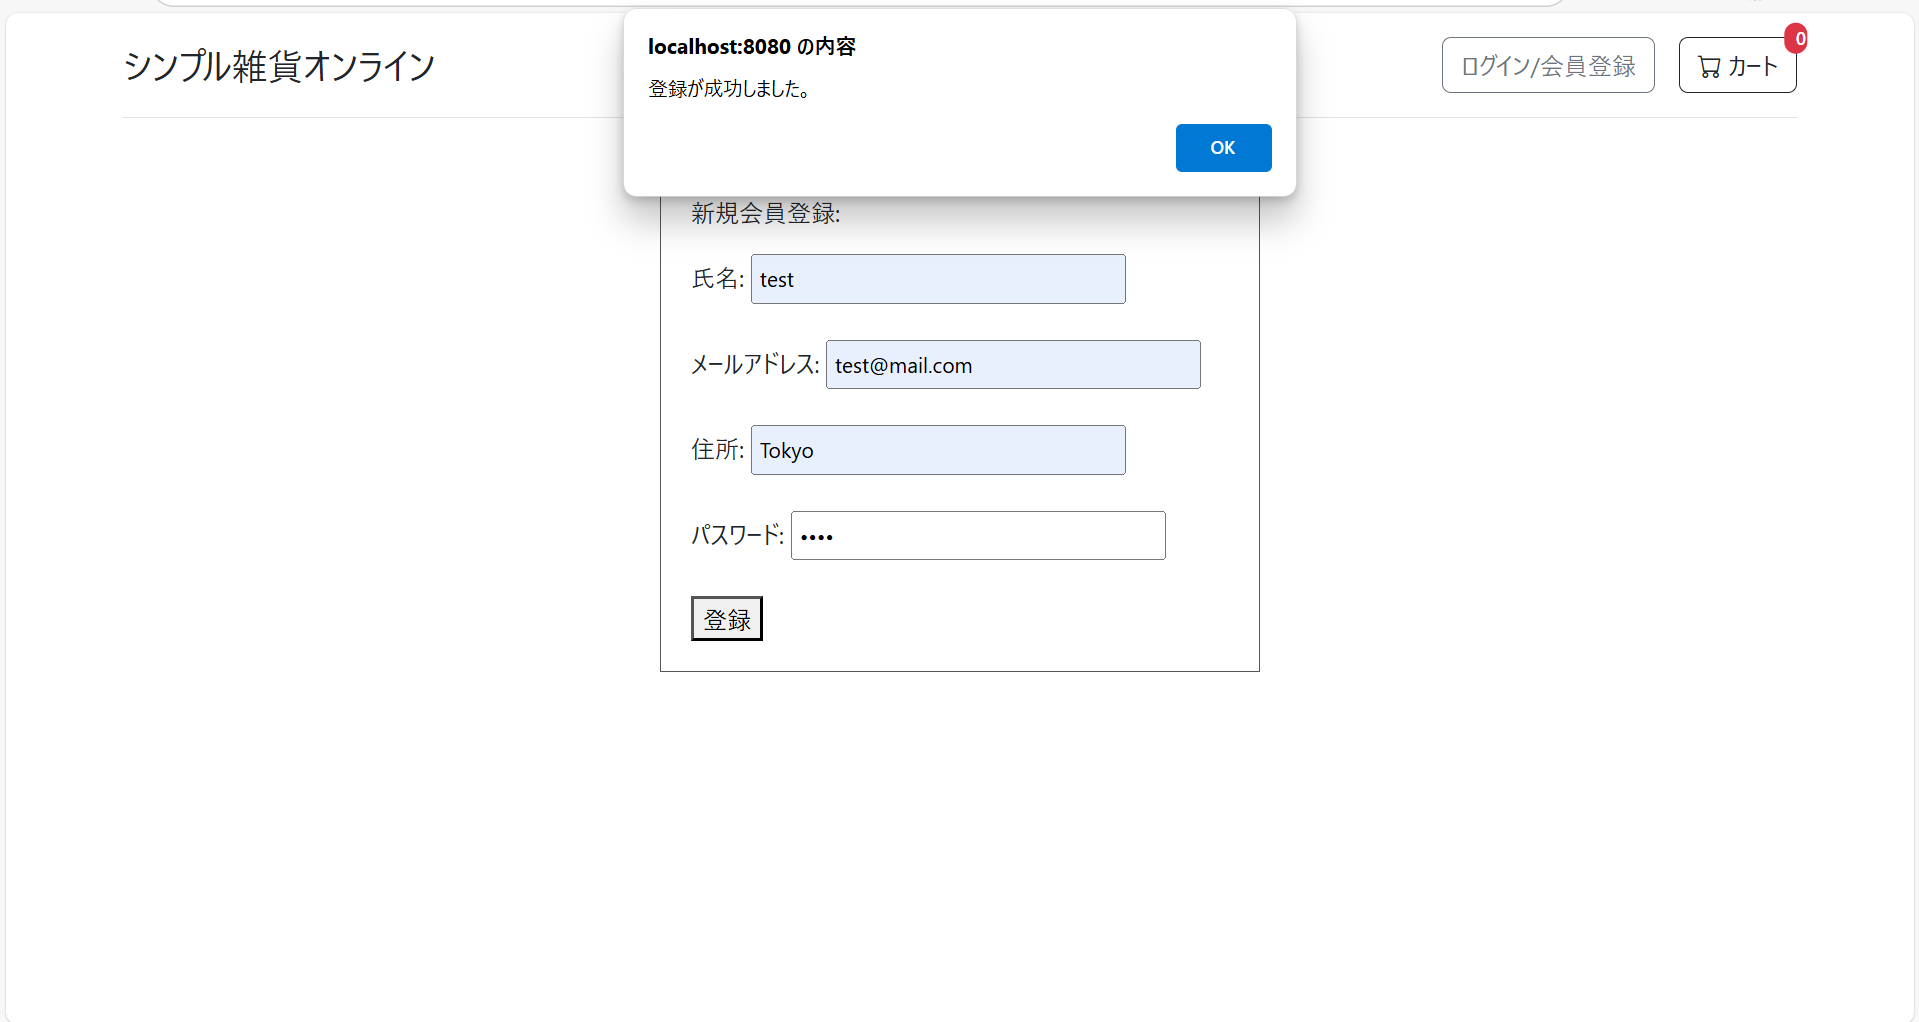 シンプル雑貨オンライン
ログイン/会員登録
カート
0
localhost:8080 の内容
登録が成功しました。
OK
新規会員登録:
氏名: test
メールアドレス: test@mail.com
住所: Tokyo
パスワード: ••••
登録